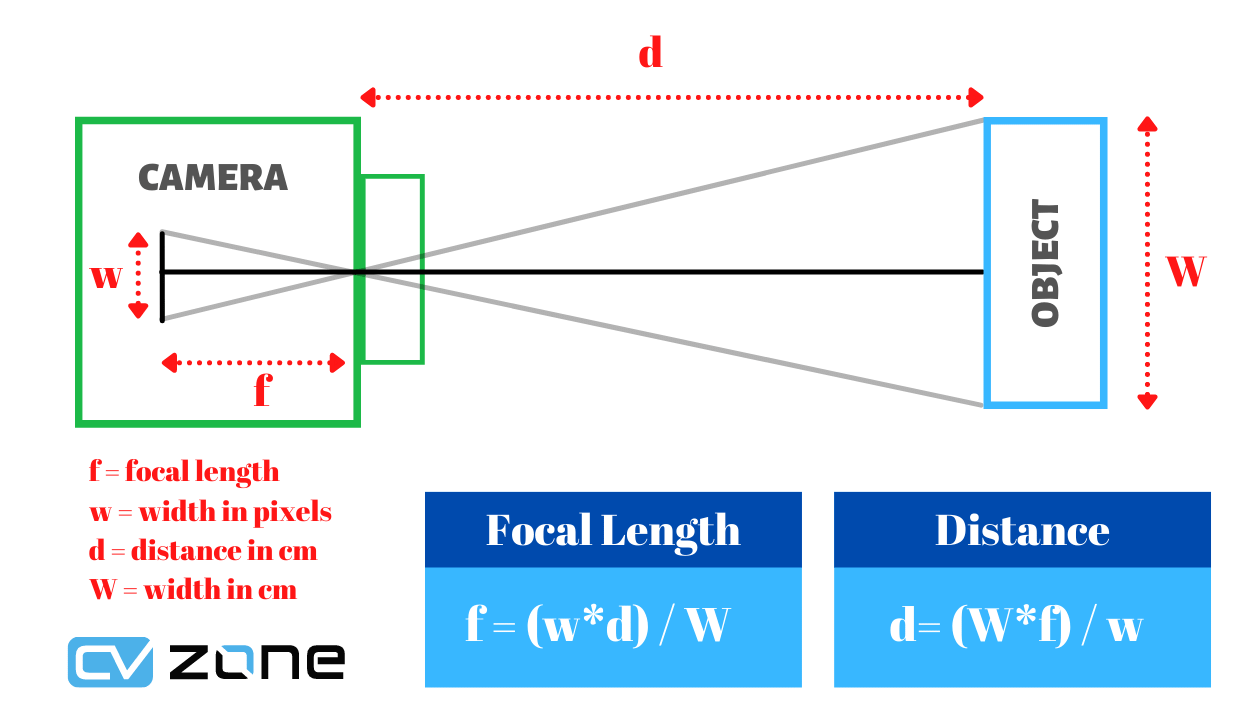 d
CAMERA
w
f
OBJECT
W
f = focal length
w = width in pixels
d = distance in cm
W = width in cm
CV ZONE
Focal Length
f = (w*d) / W
Distance
d= (W*f) / w